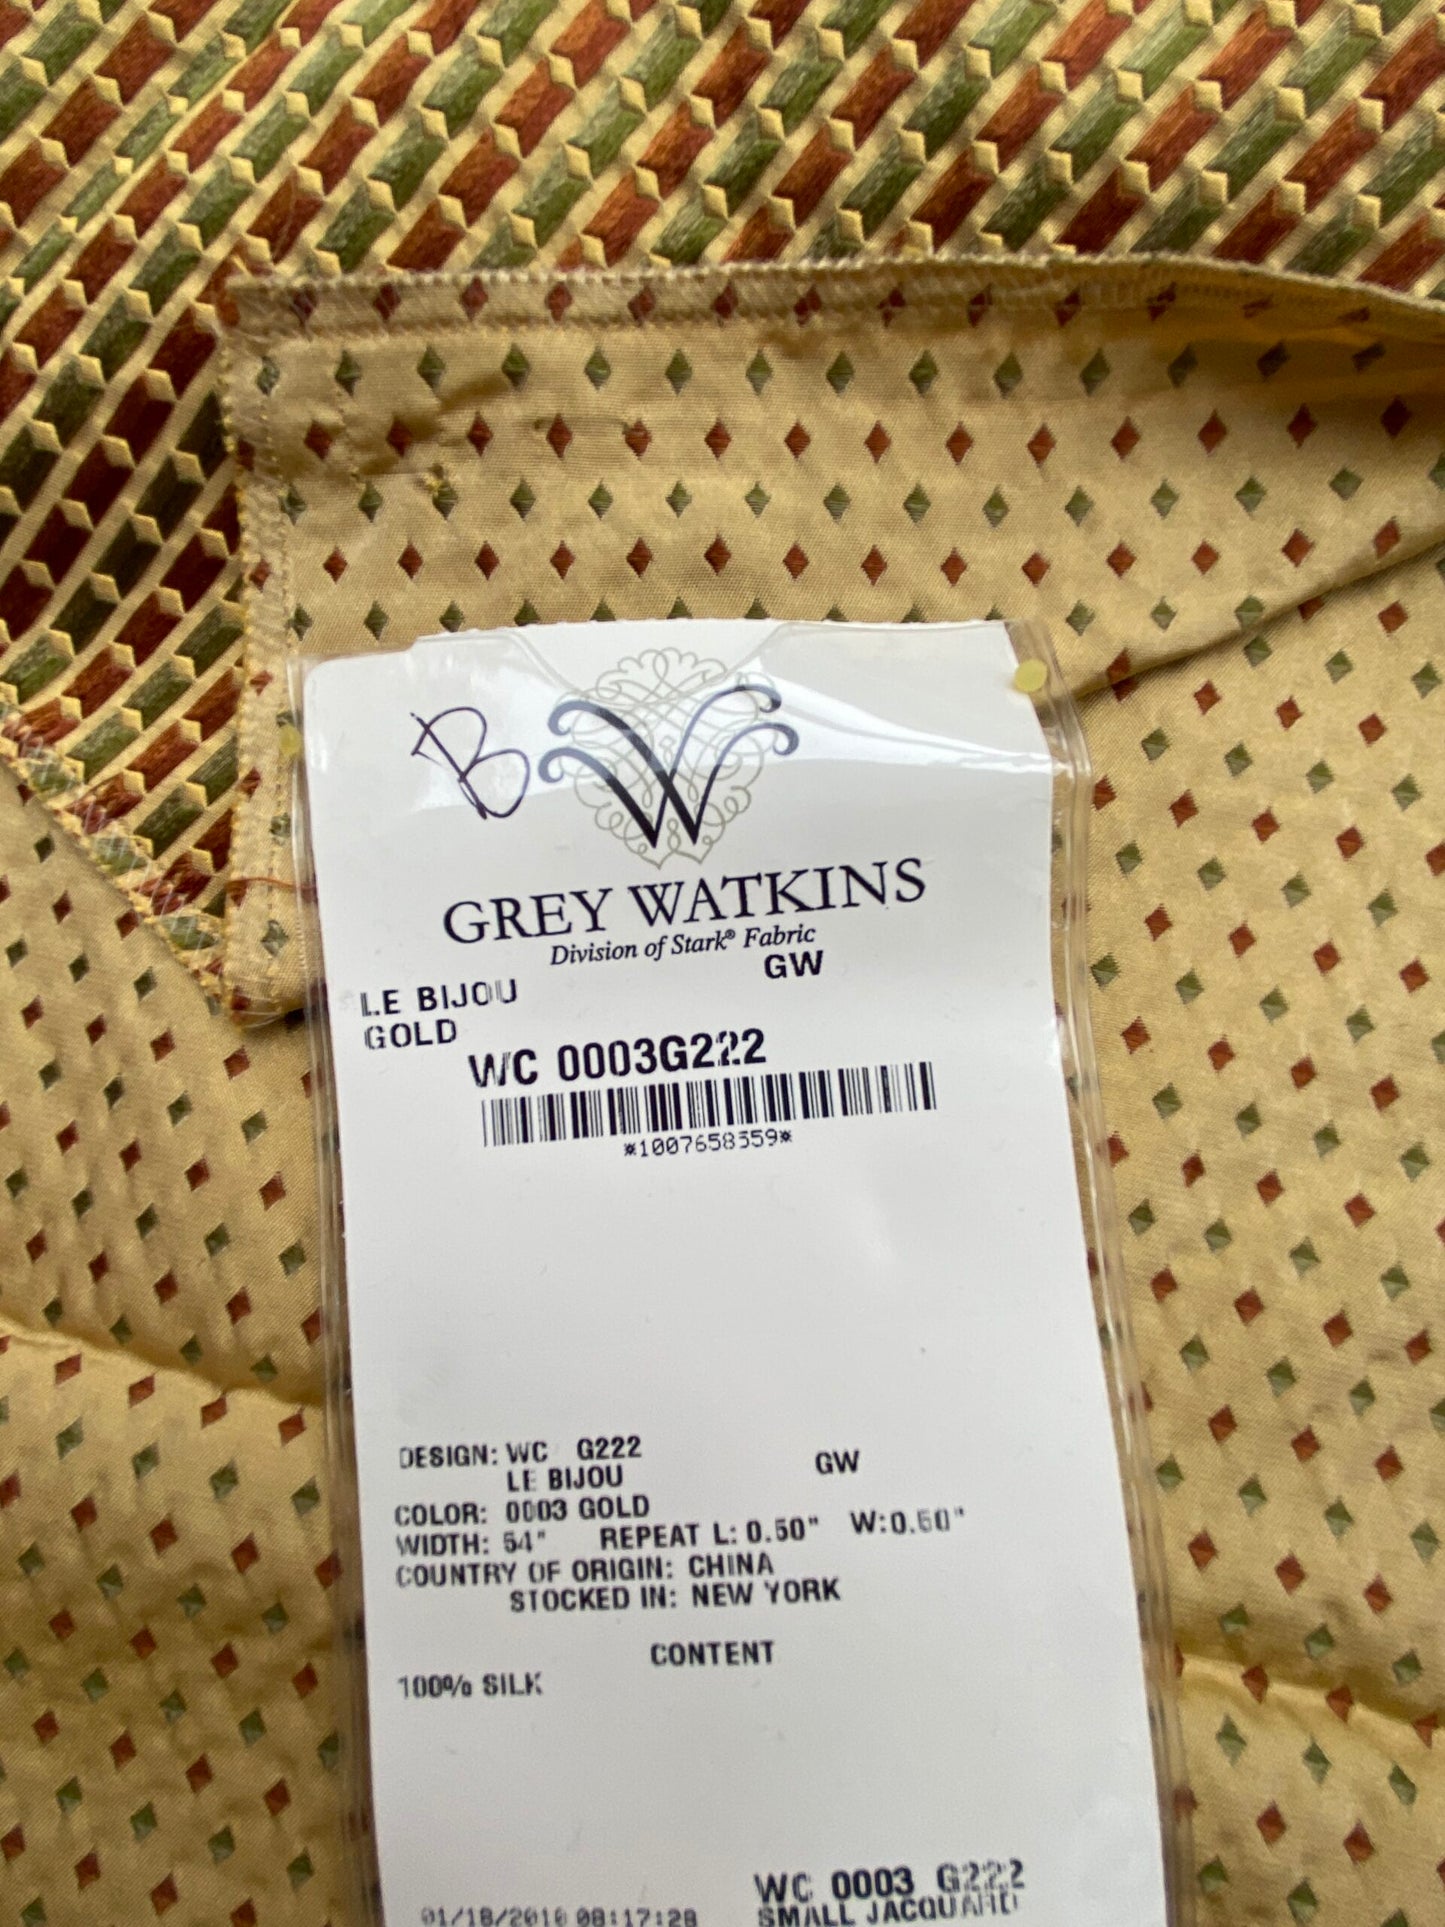 B
W
GREY WATKINS
Division of Stark® Fabric
GW
LE BIJOU
GOLD
WC 0003G222
*1007658559*
DESIGN: WC G222
LE BIJOU GW
COLOR: 0003 GOLD
WIDTH: 54" REPEAT L: 0.50" W:0.50"
COUNTRY OF ORIGIN: CHINA
STOCKED IN: NEW YORK
CONTENT
100% SILK
WC 0003 G222
01/18/2010 08:17:28 SMALL JACQUARD